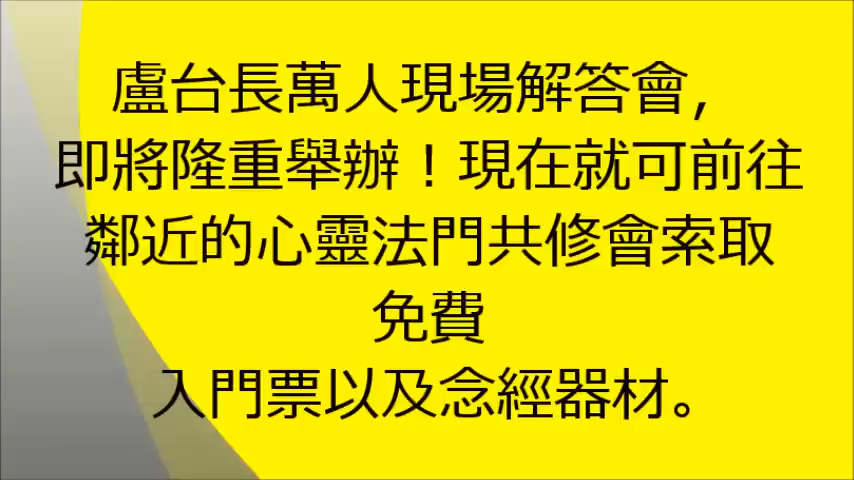 盧台長萬人現場解答會，
即將隆重舉辦！現在就可前往
鄰近的心靈法門共修會索取
免費
入門票以及念經器材。